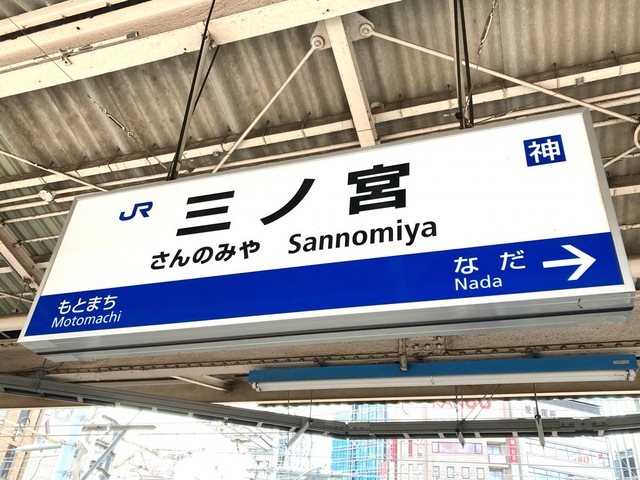 神
JR 三ノ宮
さんのみや Sannomiya
もとまち
Motomachi
なだ →
Nada